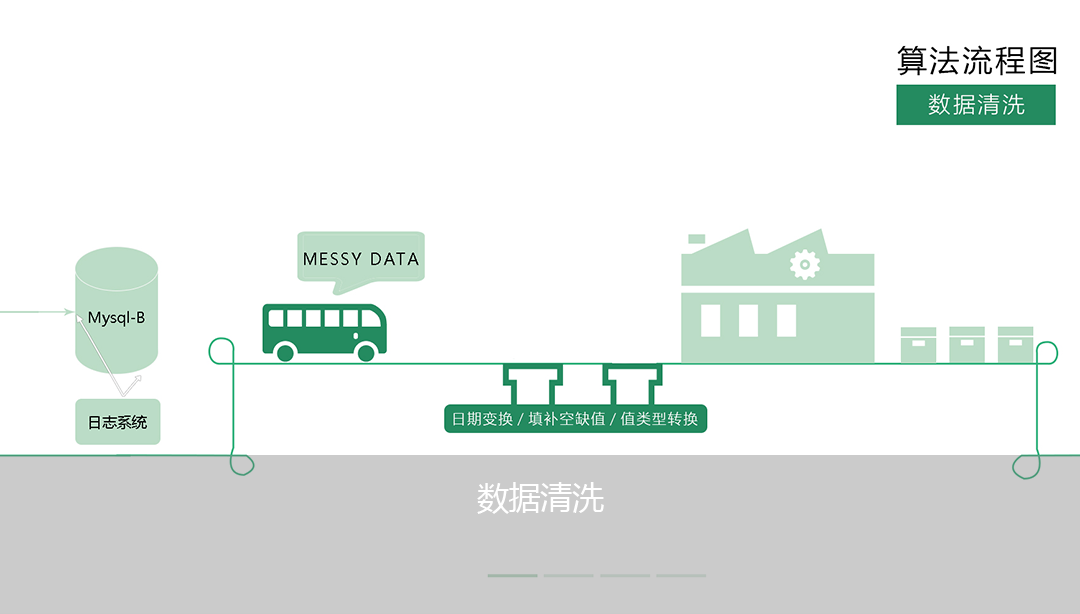 算法流程图
数据清洗
MESSY DATA
Mysql-B
日志系统
日期变换 / 填补空缺值 / 值类型转换
数据清洗